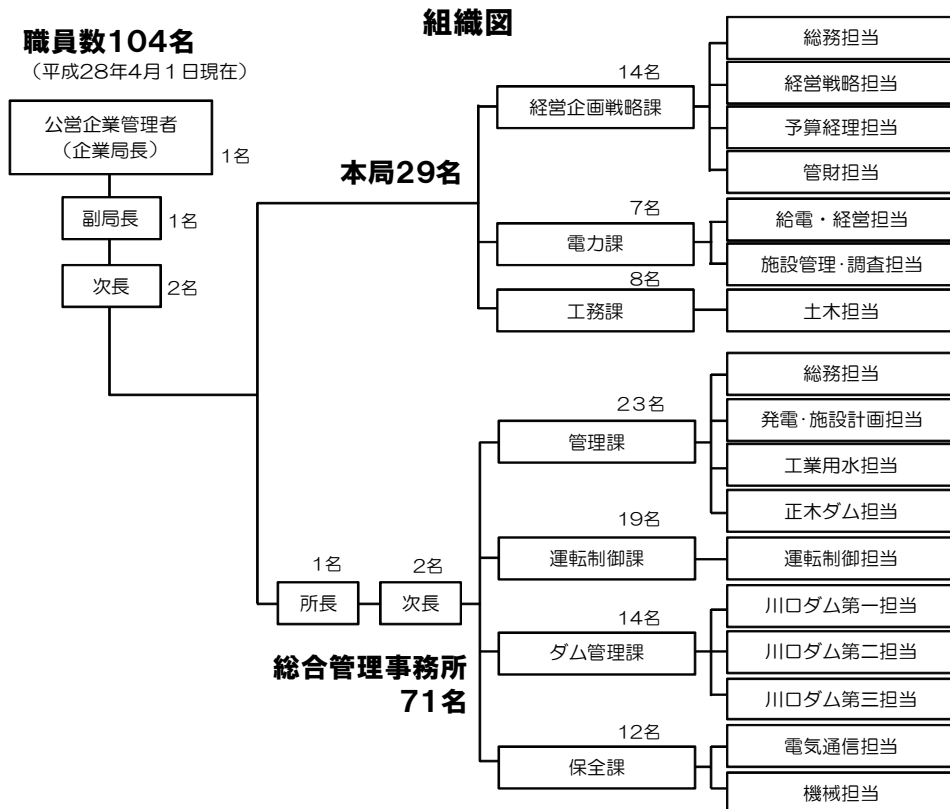 組織図
職員数104名
（平成28年4月1日現在）
公営企業管理者
（企業局長）
1名
副局長
1名
次長
2名
本局29名
14名
経営企画戦略課
総務担当
経営戦略担当
予算経理担当
管財担当
7名
電力課
給電・経営担当
施設管理・調査担当
8名
工務課
土木担当
総合管理事務所
71名
1名
所長
2名
次長
23名
管理課
総務担当
発電・施設計画担当
工業用水担当
正木ダム担当
19名
運転制御課
運転制御担当
14名
ダム管理課
川口ダム第一担当
川口ダム第二担当
川口ダム第三担当
12名
保全課
電気通信担当
機械担当